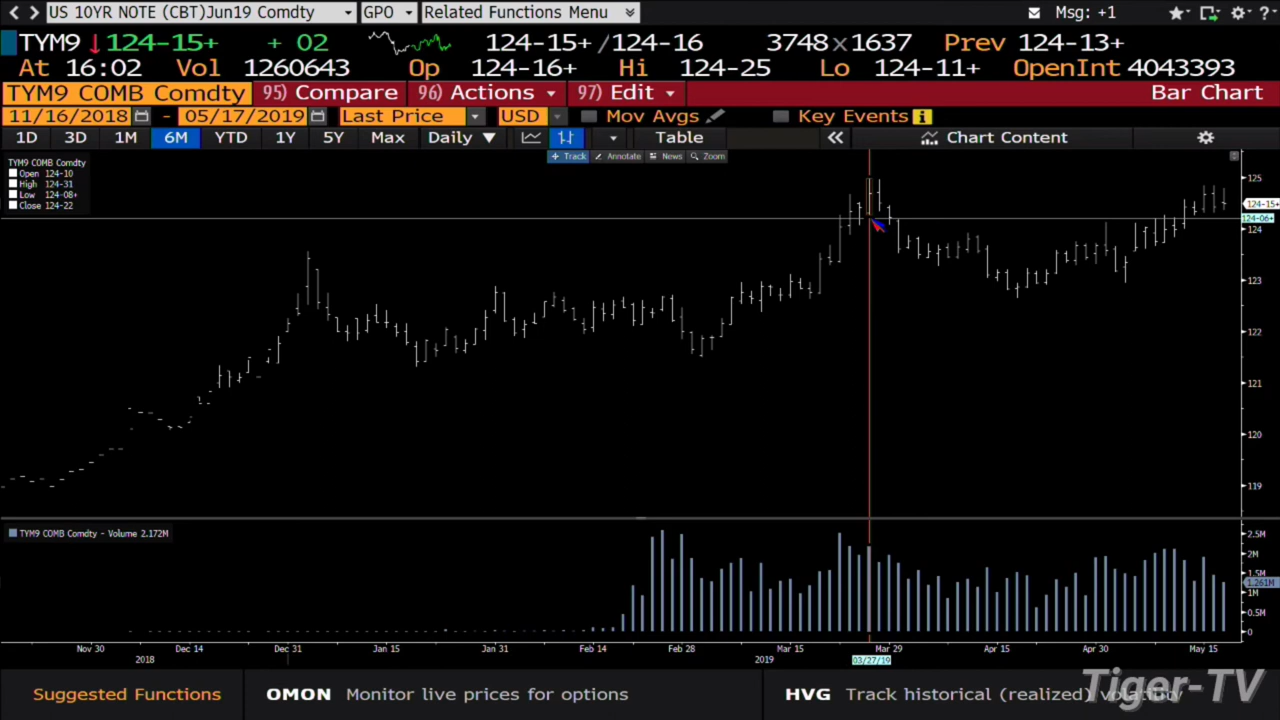 US 10YR NOTE (CBT)Jun19 Comdty GPO Related Functions Menu Msg: +1
TYM9 ↓124-15+ + 02 124-15+/124-16 3748x1637 Prev 124-13+
At 16:02 Vol 1260643 Op 124-16+ Hi 124-25 Lo 124-11+ OpenInt 4043393
TYM9 COMB Comdty 95) Compare 96) Actions 97) Edit Bar Chart
11/16/2018 - 05/17/2019 Last Price USD Mov Avgs Key Events
1D 3D 1M 6M YTD 1Y 5Y Max Daily ▼ Table « Chart Content
Track Annotate News Zoom
TYM9 COMB Comdty
Open 124-10
High 124-31
Low 124-08+
Close 124-22
125
124-15+
124-06+
124
123
122
121
120
119
TYM9 COMB Comdty - Volume 2.172M
2.5M
2M
1.5M
1.261M
1M
0.5M
0
Nov 30 Dec 14 Dec 31 Jan 15 Jan 31 Feb 14 Feb 28 Mar 15 Mar 29 Apr 15 Apr 30 May 15
2018 2019 03/27/19
Suggested Functions OMON Monitor live prices for options HVG Track historical (realized) volatility
Tiger-TV